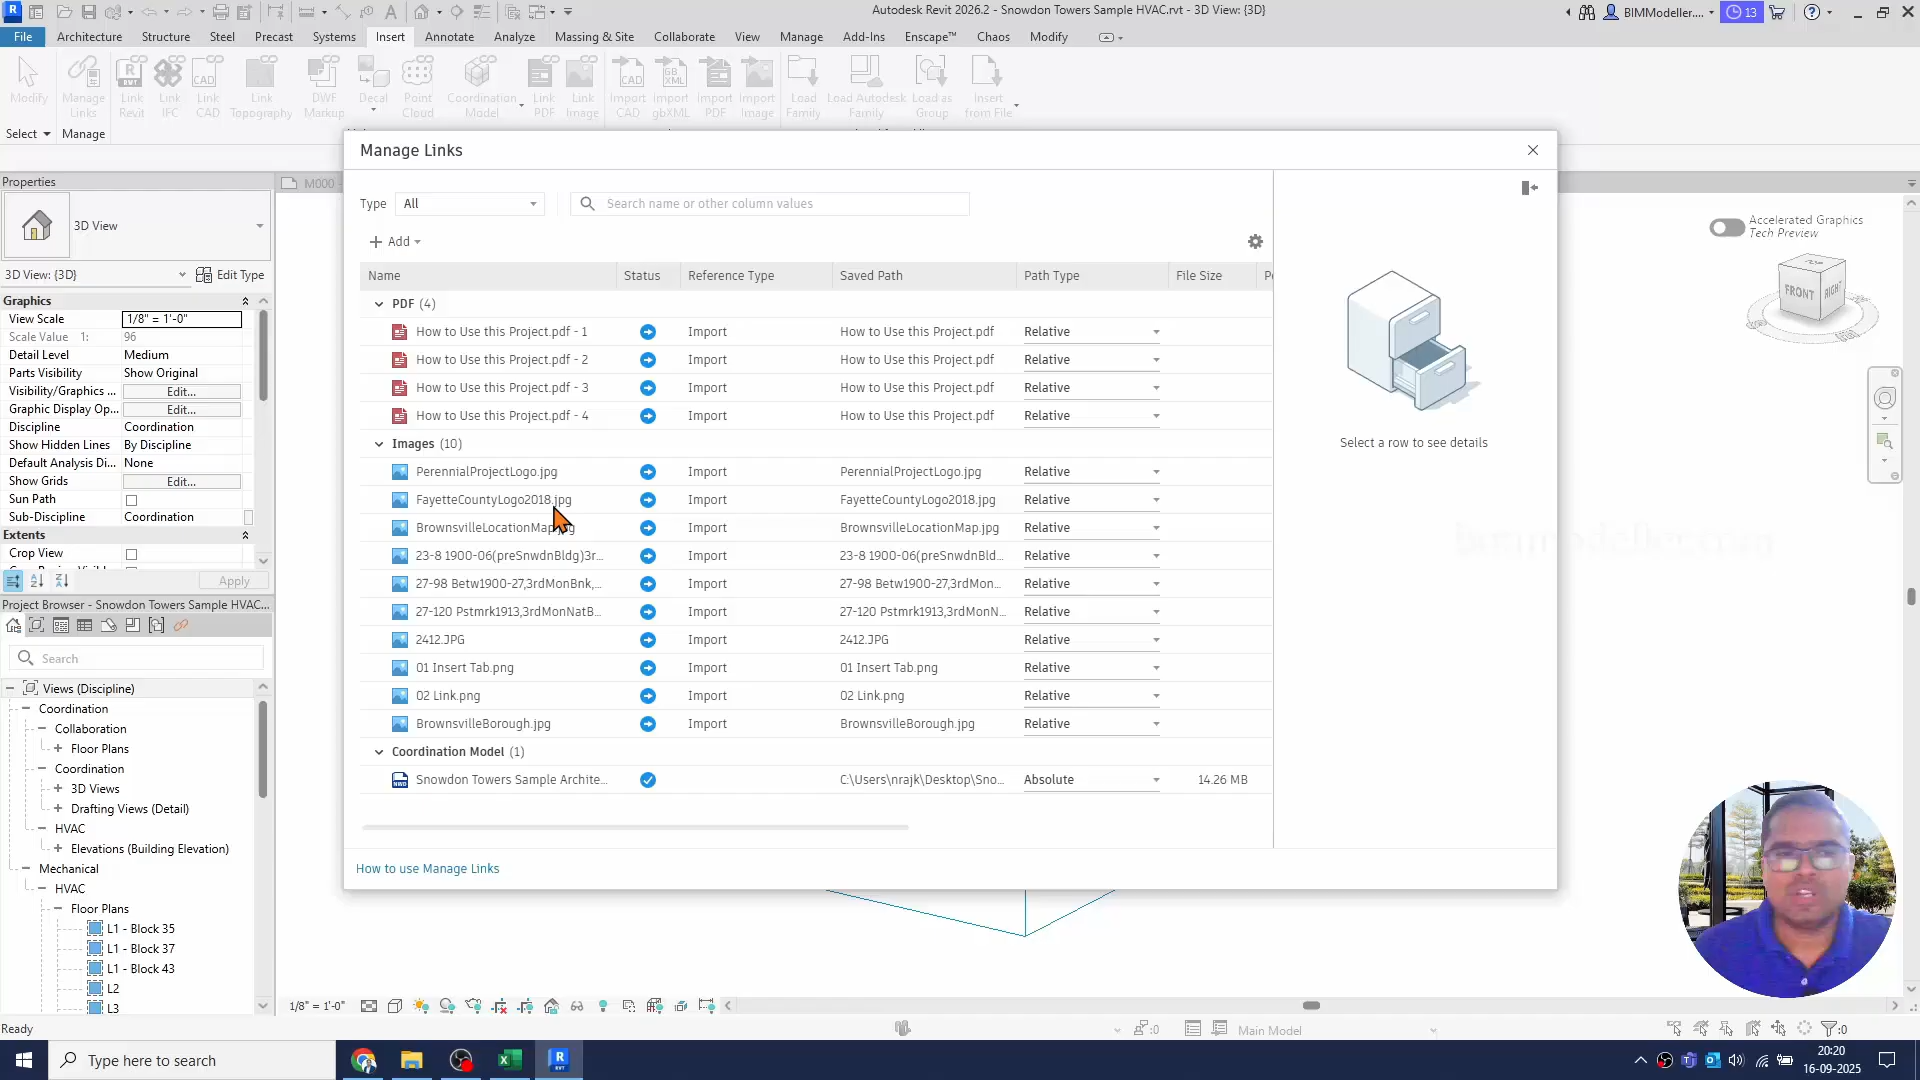 Autodesk Revit 2026.2 - Snowdon Towers Sample HVAC.rvt - 3D View: {3D}
BIMModeller....
13
File Architecture Structure Steel Precast Systems Insert Annotate Analyze Massing & Site Collaborate View Manage Add-Ins Enscape™ Chaos Modify
Modify
Manage Links
Link Revit
Link IFC
Link CAD
Link Topography
DWF Markup
Decal
Point Cloud
Coordination Model
Link PDF
Link Image
Import CAD
Import gbXML
Import PDF
Import Image
Load Family
Load Autodesk Family
Load as Group
Insert from File
Select
Manage
Properties
M000 -
3D View
3D View: {3D}
Edit Type
Graphics
View Scale 1/8" = 1'-0"
Scale Value 1: 96
Detail Level Medium
Parts Visibility Show Original
Visibility/Graphics ... Edit...
Graphic Display Op... Edit...
Discipline Coordination
Show Hidden Lines By Discipline
Default Analysis Di... None
Show Grids Edit...
Sun Path
Sub-Discipline Coordination
Extents
Crop View
Apply
Project Browser - Snowdon Towers Sample HVAC...
Search
Views (Discipline)
Coordination
Collaboration
Floor Plans
Coordination
3D Views
Drafting Views (Detail)
HVAC
Elevations (Building Elevation)
Mechanical
HVAC
Floor Plans
L1 - Block 35
L1 - Block 37
L1 - Block 43
L2
L3
Manage Links
Type All
Search name or other column values
Add
Name Status Reference Type Saved Path Path Type File Size
PDF (4)
How to Use this Project.pdf - 1 Import How to Use this Project.pdf Relative
How to Use this Project.pdf - 2 Import How to Use this Project.pdf Relative
How to Use this Project.pdf - 3 Import How to Use this Project.pdf Relative
How to Use this Project.pdf - 4 Import How to Use this Project.pdf Relative
Images (10)
PerennialProjectLogo.jpg Import PerennialProjectLogo.jpg Relative
FayetteCountyLogo2018.jpg Import FayetteCountyLogo2018.jpg Relative
BrownsvilleLocationMap.jpg Import BrownsvilleLocationMap.jpg Relative
23-8 1900-06(preSnwdnBldg)3r... Import 23-8 1900-06(preSnwdnBld... Relative
27-98 Betw1900-27,3rdMonBnk,... Import 27-98 Betw1900-27,3rdMon... Relative
27-120 Pstmrk1913,3rdMonNatB... Import 27-120 Pstmrk1913,3rdMonN... Relative
2412.JPG Import 2412.JPG Relative
01 Insert Tab.png Import 01 Insert Tab.png Relative
02 Link.png Import 02 Link.png Relative
BrownsvilleBorough.jpg Import BrownsvilleBorough.jpg Relative
Coordination Model (1)
Snowdon Towers Sample Archite... C:\Users\nrajk\Desktop\Sno... Absolute 14.26 MB
How to use Manage Links
Select a row to see details
Accelerated Graphics
Tech Preview
TOP
FRONT
RIGHT
bimmodeller.com
1/8" = 1'-0"
Ready
:0
Main Model
:0
Type here to search
20:20
16-09-2025